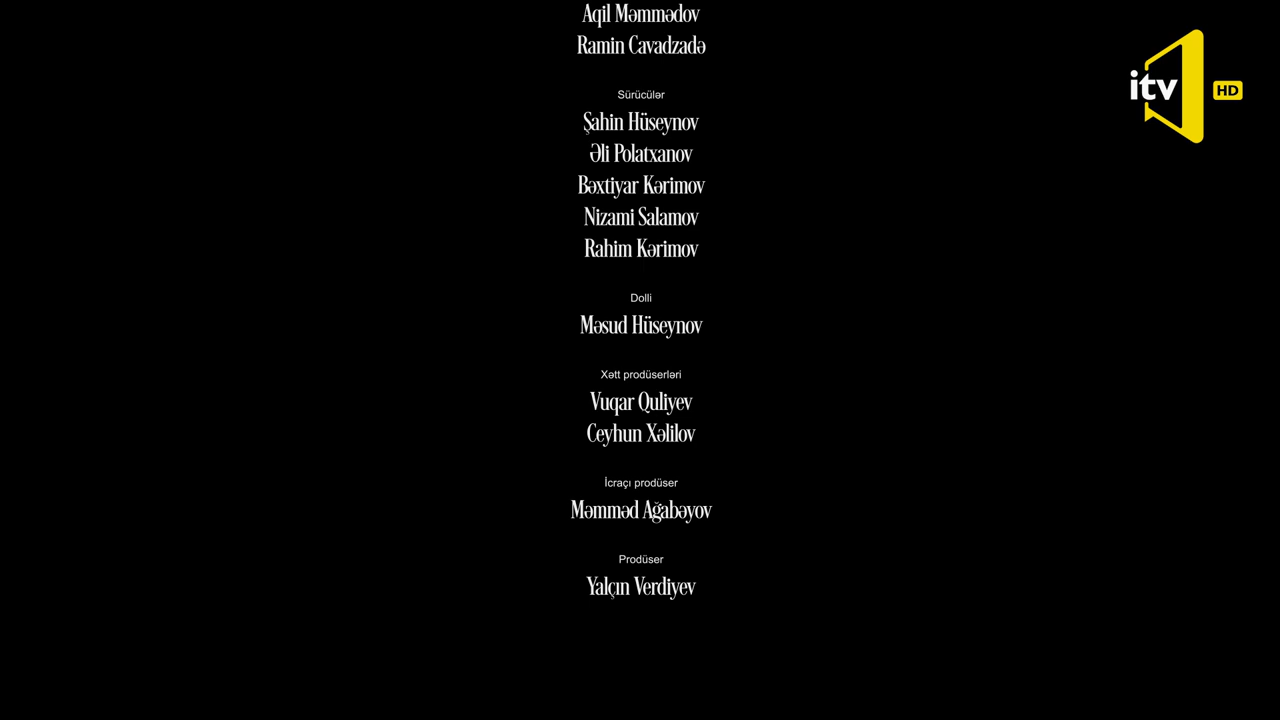 Aqil Məmmədov
Ramin Cavadzadə
Sürücülər
Şahin Hüseynov
Əli Polatxanov
Bəxtiyar Kərimov
Nizami Salamov
Rahim Kərimov
Dolli
Məsud Hüseynov
Xətt prodüserləri
Vuqar Quliyev
Ceyhun Xəlilov
İcraçı prodüser
Məmməd Ağabəyov
Prodüser
Yalçın Verdiyev
itv HD